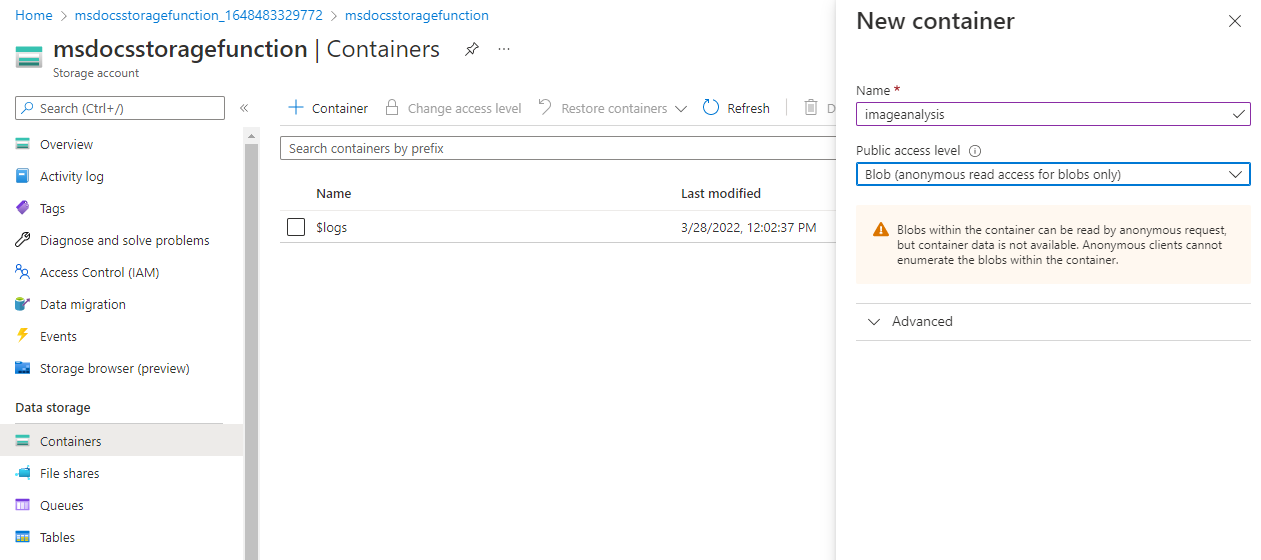 Home > msdocsstoragefunction_1648483329772 > msdocsstoragefunction
msdocsstoragefunction | Containers
Storage account
Search (Ctrl+/)
Overview
Activity log
Tags
Diagnose and solve problems
Access Control (IAM)
Data migration
Events
Storage browser (preview)
Data storage
Containers
File shares
Queues
Tables
+ Container Change access level Restore containers Refresh D
Search containers by prefix
Name Last modified
$logs 3/28/2022, 12:02:37 PM
New container
Name *
imageanalysis
Public access level
Blob (anonymous read access for blobs only)
Blobs within the container can be read by anonymous request,
but container data is not available. Anonymous clients cannot
enumerate the blobs within the container.
Advanced